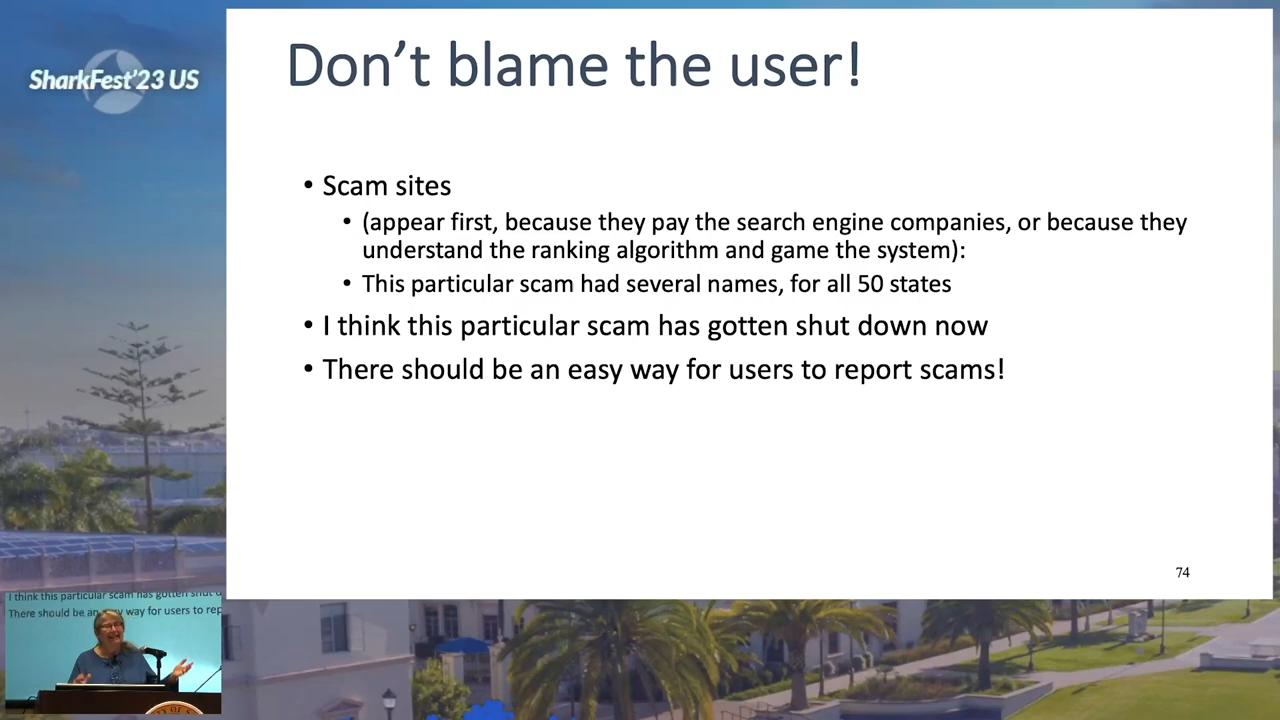 SharkFest'23 US
Don't blame the user!
• Scam sites
• (appear first, because they pay the search engine companies, or because they
understand the ranking algorithm and game the system):
• This particular scam had several names, for all 50 states
• I think this particular scam has gotten shut down now
• There should be an easy way for users to report scams!
74
I think this particular scam has gotten shut
There should be an way for users to rep